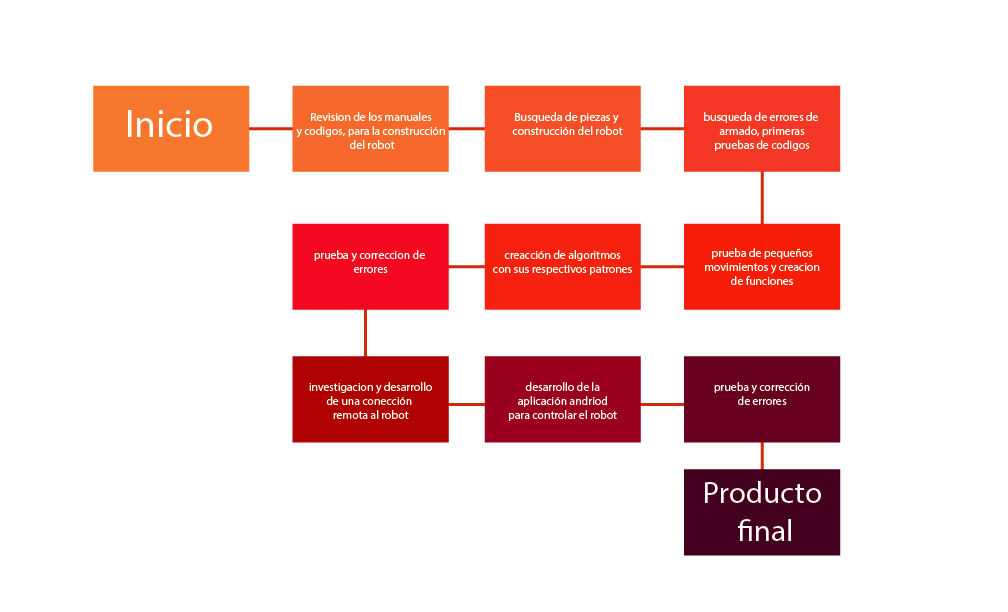 Inicio
Revision de los manuales
y codigos, para la construcción
del robot
Busqueda de piezas y
construcción del robot
busqueda de errores de
armado, primeras
pruebas de codigos
prueba de pequeños
movimientos y creacion
de funciones
creacción de algoritmos
con sus respectivos patrones
prueba y correccion de
errores
investigacion y desarrollo
de una conección
remota al robot
desarrollo de la
aplicación andriod
para controlar el robot
prueba y corrección
de errores
Producto
final